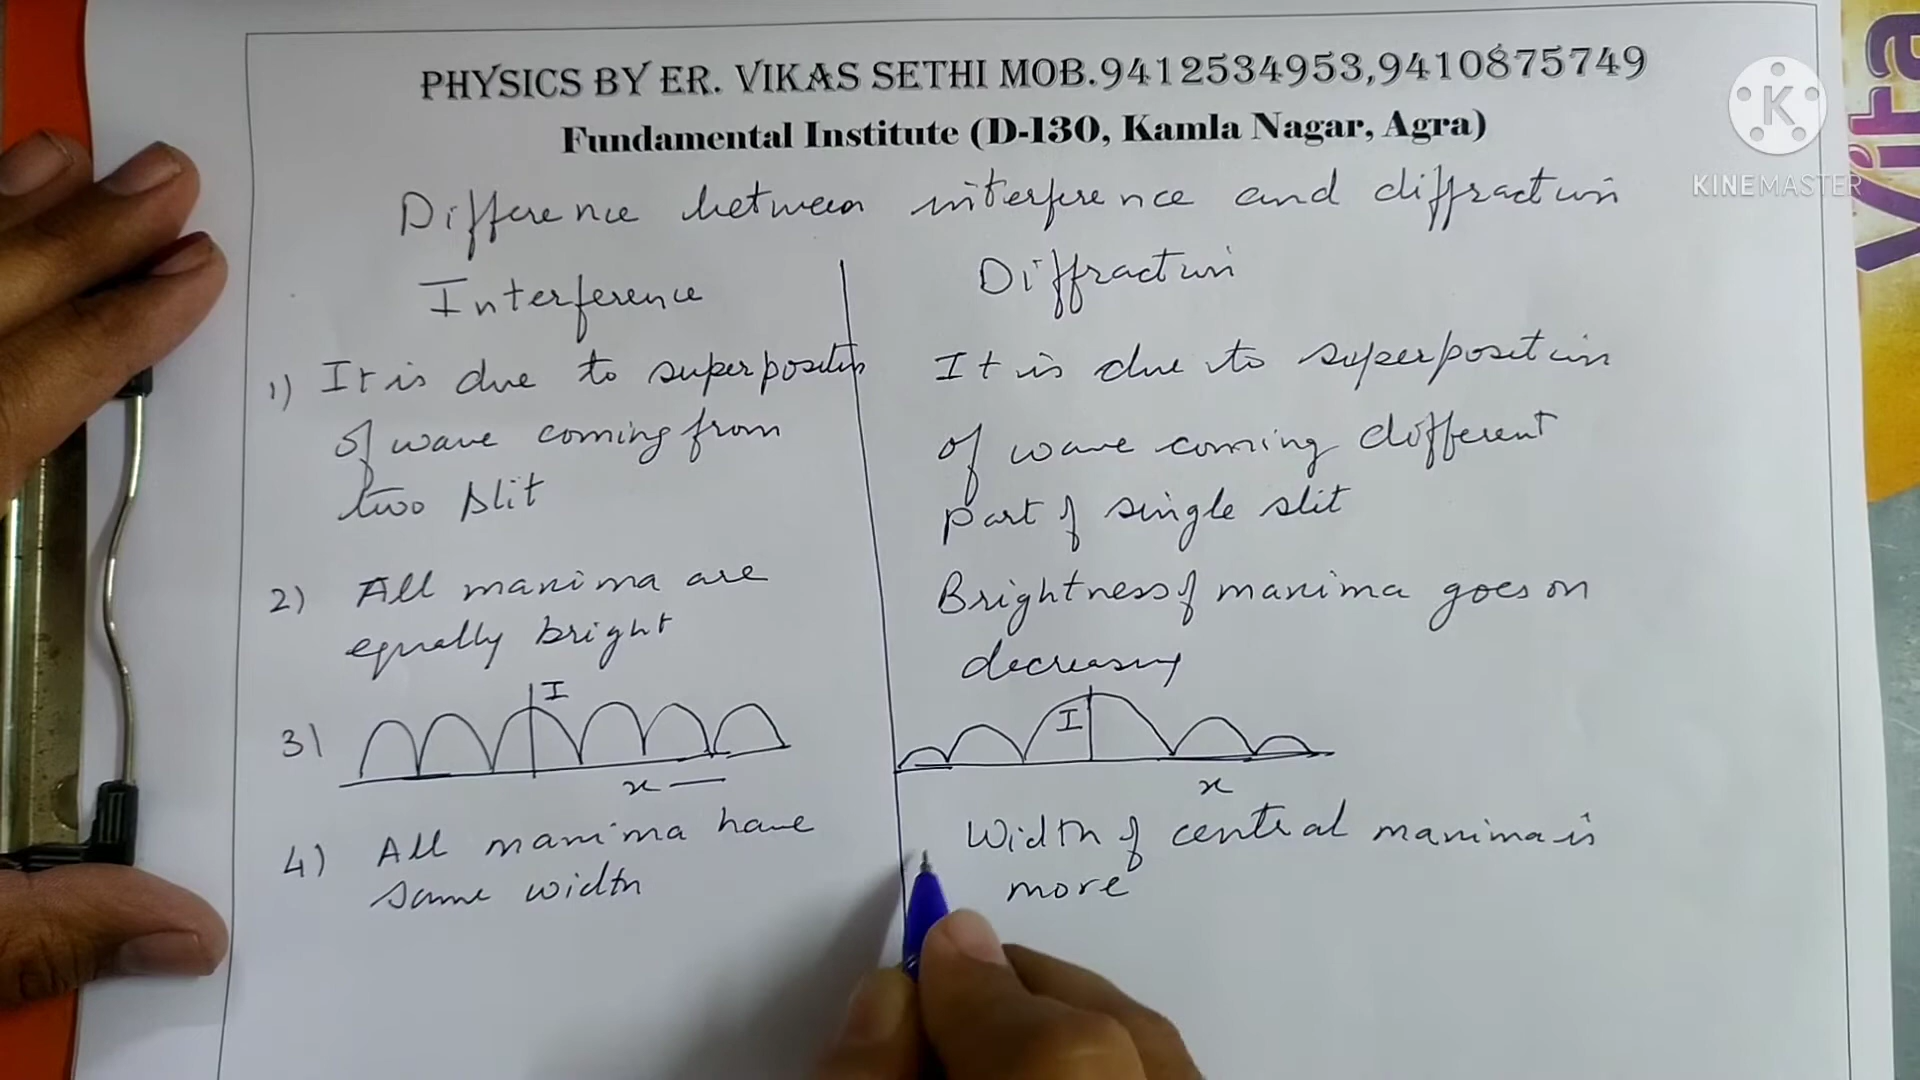 PHYSICS BY ER. VIKAS SETHI MOB.9412534953,9410875749
Fundamental Institute (D-130, Kamla Nagar, Agra)
KINEMASTER
K
Vita
Difference between interference and diffraction
Interference
Diffraction
1) It is due to superposition
of wave coming from
two slit
It is due to superposition
of wave coming different
part of single slit
2) All maxima are
equally bright
Brightness of maxima goes on
decreasing
3)
I
x
I
x
4) All maxima have
same width
Width of central maxima is
more